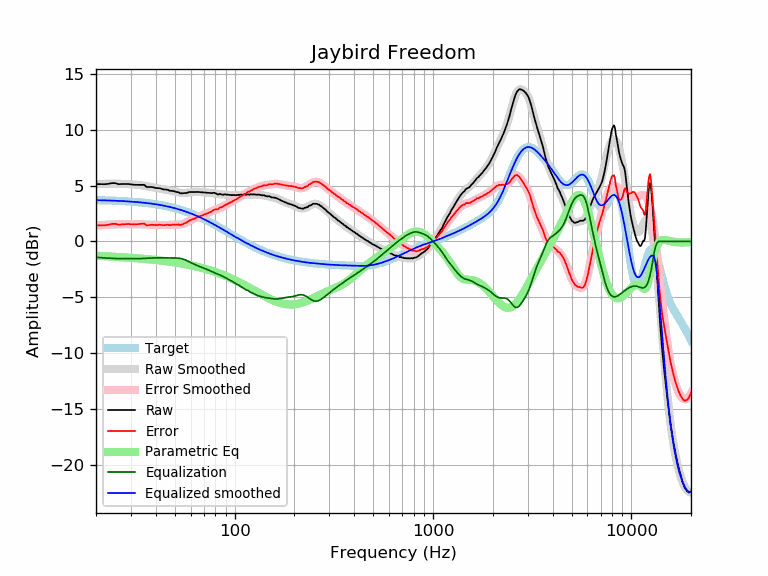 Jaybird Freedom
15
10
5
0
−5
−10
−15
−20
Amplitude (dBr)
Target
Raw Smoothed
Error Smoothed
Raw
Error
Parametric Eq
Equalization
Equalized smoothed
100
1000
10000
Frequency (Hz)